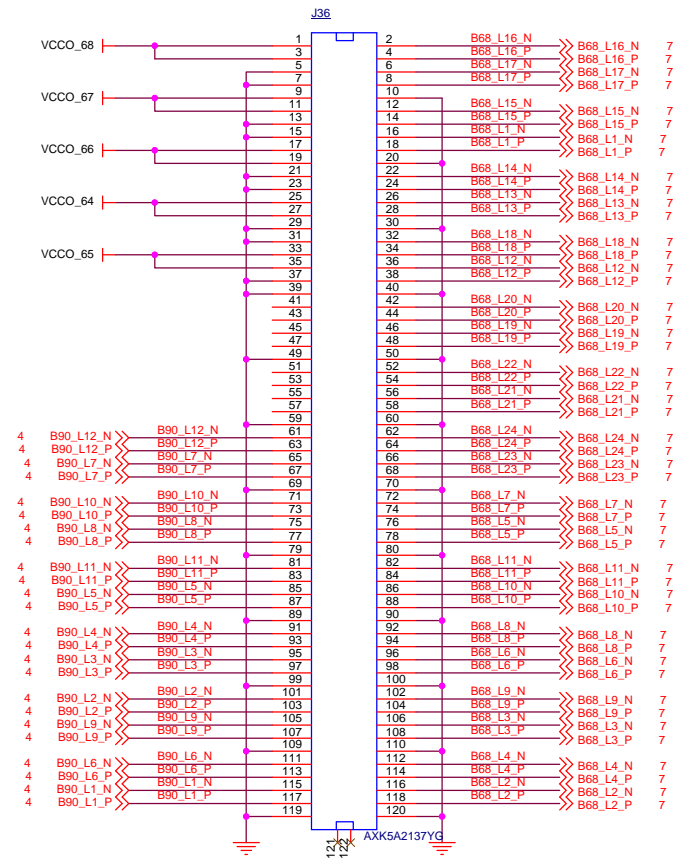 J36
VCCO_68 1 2 B68_L16_N B68_L16_N 7
3 4 B68_L16_P B68_L16_P 7
5 6 B68_L17_N B68_L17_N 7
7 8 B68_L17_P B68_L17_P 7
VCCO_67 9 10
11 12 B68_L15_N B68_L15_N 7
13 14 B68_L15_P B68_L15_P 7
15 16 B68_L1_N B68_L1_N 7
VCCO_66 17 18 B68_L1_P B68_L1_P 7
19 20
21 22 B68_L14_N B68_L14_N 7
23 24 B68_L14_P B68_L14_P 7
VCCO_64 25 26 B68_L13_N B68_L13_N 7
27 28 B68_L13_P B68_L13_P 7
29 30
31 32 B68_L18_N B68_L18_N 7
VCCO_65 33 34 B68_L18_P B68_L18_P 7
35 36 B68_L12_N B68_L12_N 7
37 38 B68_L12_P B68_L12_P 7
39 40
41 42 B68_L20_N B68_L20_N 7
43 44 B68_L20_P B68_L20_P 7
45 46 B68_L19_N B68_L19_N 7
47 48 B68_L19_P B68_L19_P 7
49 50
51 52 B68_L22_N B68_L22_N 7
53 54 B68_L22_P B68_L22_P 7
55 56 B68_L21_N B68_L21_N 7
57 58 B68_L21_P B68_L21_P 7
59 60
4 B90_L12_N B90_L12_N 61 62 B68_L24_N B68_L24_N 7
4 B90_L12_P B90_L12_P 63 64 B68_L24_P B68_L24_P 7
4 B90_L7_N B90_L7_N 65 66 B68_L23_N B68_L23_N 7
4 B90_L7_P B90_L7_P 67 68 B68_L23_P B68_L23_P 7
69 70
4 B90_L10_N B90_L10_N 71 72 B68_L7_N B68_L7_N 7
4 B90_L10_P B90_L10_P 73 74 B68_L7_P B68_L7_P 7
4 B90_L8_N B90_L8_N 75 76 B68_L5_N B68_L5_N 7
4 B90_L8_P B90_L8_P 77 78 B68_L5_P B68_L5_P 7
79 80
4 B90_L11_N B90_L11_N 81 82 B68_L11_N B68_L11_N 7
4 B90_L11_P B90_L11_P 83 84 B68_L11_P B68_L11_P 7
4 B90_L5_N B90_L5_N 85 86 B68_L10_N B68_L10_N 7
4 B90_L5_P B90_L5_P 87 88 B68_L10_P B68_L10_P 7
89 90
4 B90_L4_N B90_L4_N 91 92 B68_L8_N B68_L8_N 7
4 B90_L4_P B90_L4_P 93 94 B68_L8_P B68_L8_P 7
4 B90_L3_N B90_L3_N 95 96 B68_L6_N B68_L6_N 7
4 B90_L3_P B90_L3_P 97 98 B68_L6_P B68_L6_P 7
99 100
4 B90_L2_N B90_L2_N 101 102 B68_L9_N B68_L9_N 7
4 B90_L2_P B90_L2_P 103 104 B68_L9_P B68_L9_P 7
4 B90_L9_N B90_L9_N 105 106 B68_L3_N B68_L3_N 7
4 B90_L9_P B90_L9_P 107 108 B68_L3_P B68_L3_P 7
109 110
4 B90_L6_N B90_L6_N 111 112 B68_L4_N B68_L4_N 7
4 B90_L6_P B90_L6_P 113 114 B68_L4_P B68_L4_P 7
4 B90_L1_N B90_L1_N 115 116 B68_L2_N B68_L2_N 7
4 B90_L1_P B90_L1_P 117 118 B68_L2_P B68_L2_P 7
119 120
121 122 AXK5A2137YG